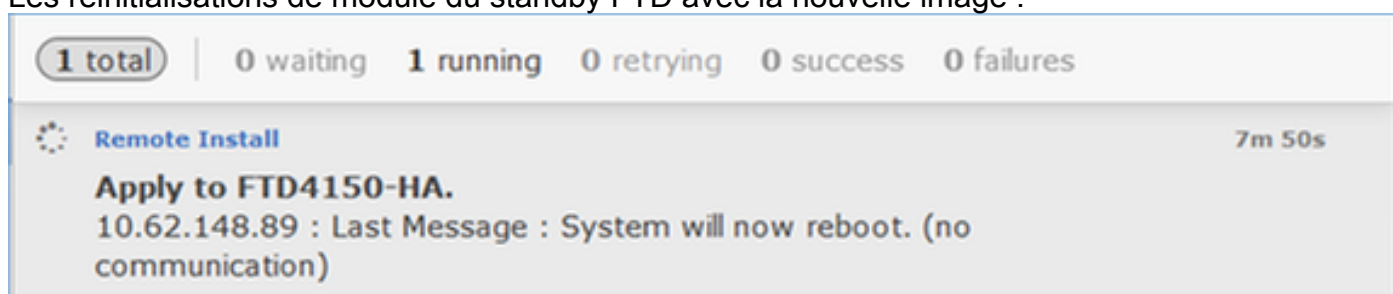 Les réinitialisations de module du standby FTD avec la nouvelle image :
1 total 0 waiting 1 running 0 retrying 0 success 0 failures
Remote Install 7m 50s
Apply to FTD4150-HA.
10.62.148.89 : Last Message : System will now reboot. (no
communication)